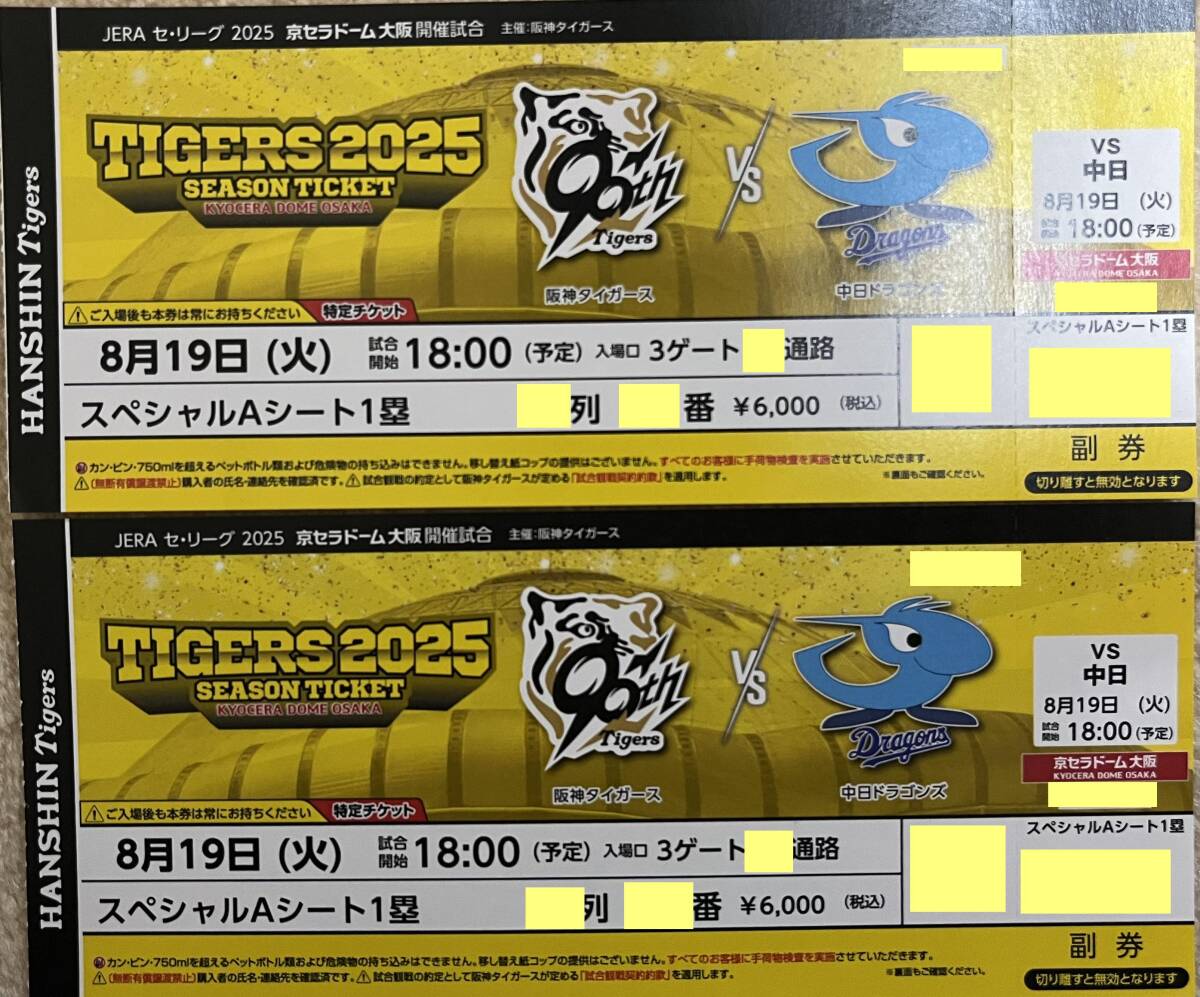 JERA セ・リーグ 2025 京セラドーム大阪 開催試合 主催:阪神タイガース
HANSHIN Tigers
TIGERS 2025
SEASON TICKET
KYOCERA DOME OSAKA
90th
Tigers
阪神タイガース
VS
Dragons
中日ドラゴンズ
VS
中日
8月19日 (火)
試合開始 18:00 (予定)
京セラドーム大阪
KYOCERA DOME OSAKA
⚠ご入場後も本券は常にお持ちください 特定チケット
8月19日 (火) 試合開始 18:00 (予定) 入場口 3ゲート 通路
スペシャルAシート1塁 列 番 ¥6,000 (税込)
スペシャルAシート1塁
副券
切り離すと無効となります
カン・ビン・750mlを超えるペットボトル類および危険物の持ち込みはできません。移し替え紙コップの提供はございません。すべてのお客様に手荷物検査を実施させていただきます。
⚠(無断有償譲渡禁止)購入者の氏名・連絡先を確認済です。⚠試合観戦の約定として阪神タイガースが定める「試合観戦契約約款」を適用します。 ※裏面もご確認ください。
JERA セ・リーグ 2025 京セラドーム大阪 開催試合 主催:阪神タイガース
HANSHIN Tigers
TIGERS 2025
SEASON TICKET
KYOCERA DOME OSAKA
90th
Tigers
阪神タイガース
VS
Dragons
中日ドラゴンズ
VS
中日
8月19日 (火)
試合開始 18:00 (予定)
京セラドーム大阪
KYOCERA DOME OSAKA
⚠ご入場後も本券は常にお持ちください 特定チケット
8月19日 (火) 試合開始 18:00 (予定) 入場口 3ゲート 通路
スペシャルAシート1塁 列 番 ¥6,000 (税込)
スペシャルAシート1塁
副券
切り離すと無効となります
カン・ビン・750mlを超えるペットボトル類および危険物の持ち込みはできません。移し替え紙コップの提供はございません。すべてのお客様に手荷物検査を実施させていただきます。
⚠(無断有償譲渡禁止)購入者の氏名・連絡先を確認済です。⚠試合観戦の約定として阪神タイガースが定める「試合観戦契約約款」を適用します。 ※裏面もご確認ください。